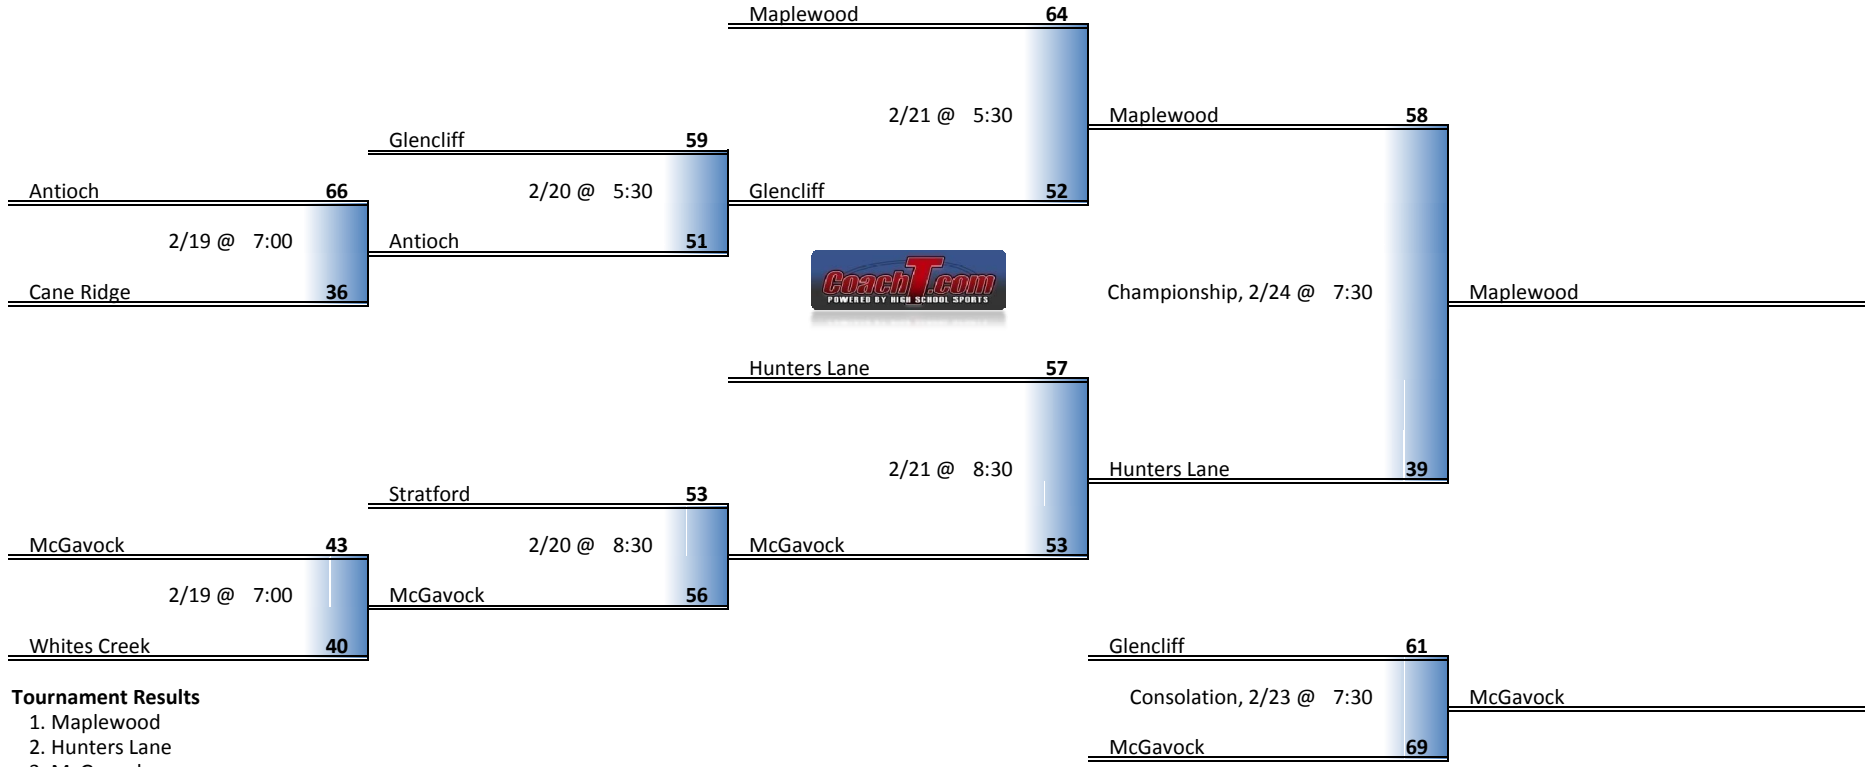 Maplewood 64
2/21 @ 5:30
Maplewood 58
Glencliff 59
Antioch 66
2/20 @ 5:30
Glencliff 52
2/19 @ 7:00
Antioch 51
CoachT.com
POWERED BY HIGH SCHOOL SPORTS
Cane Ridge 36
Championship, 2/24 @ 7:30
Maplewood
Hunters Lane 57
2/21 @ 8:30
Hunters Lane 39
Stratford 53
McGavock 43
2/20 @ 8:30
McGavock 53
2/19 @ 7:00
McGavock 56
Whites Creek 40
Glencliff 61
Tournament Results
Consolation, 2/23 @ 7:30
McGavock
1. Maplewood
2. Hunters Lane
McGavock 69